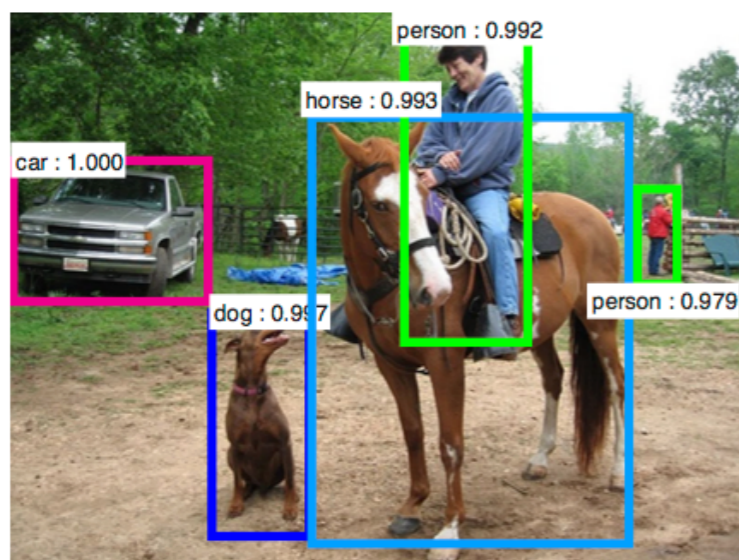 person : 0.992
horse : 0.993
car : 1.000
person : 0.979
dog : 0.997